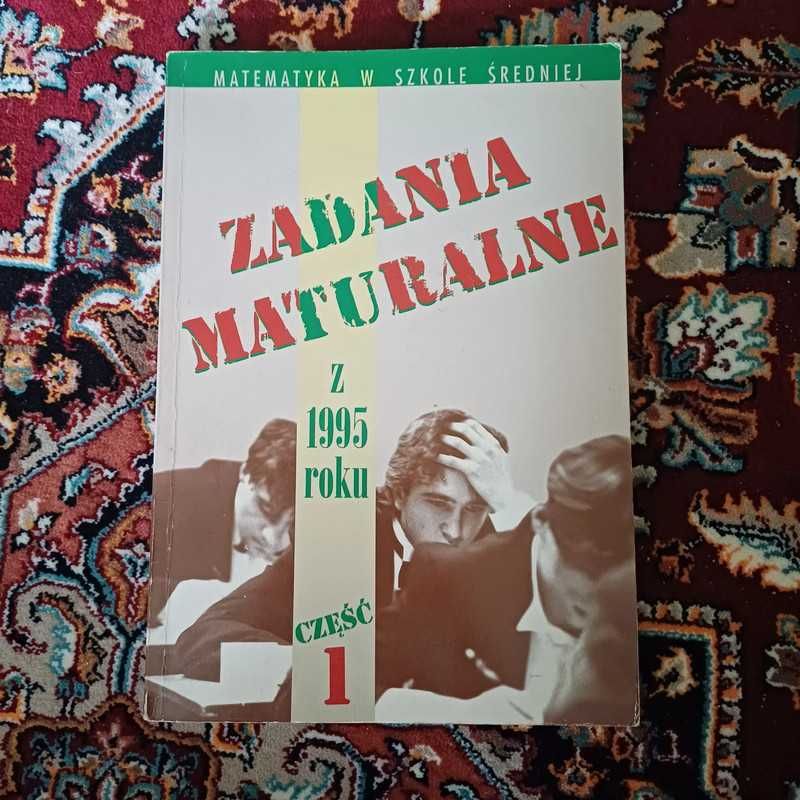 MATEMATYKA W SZKOLE ŚREDNIEJ
ZADANIA
MATURALNE
z
1995
roku
CZĘŚĆ
1